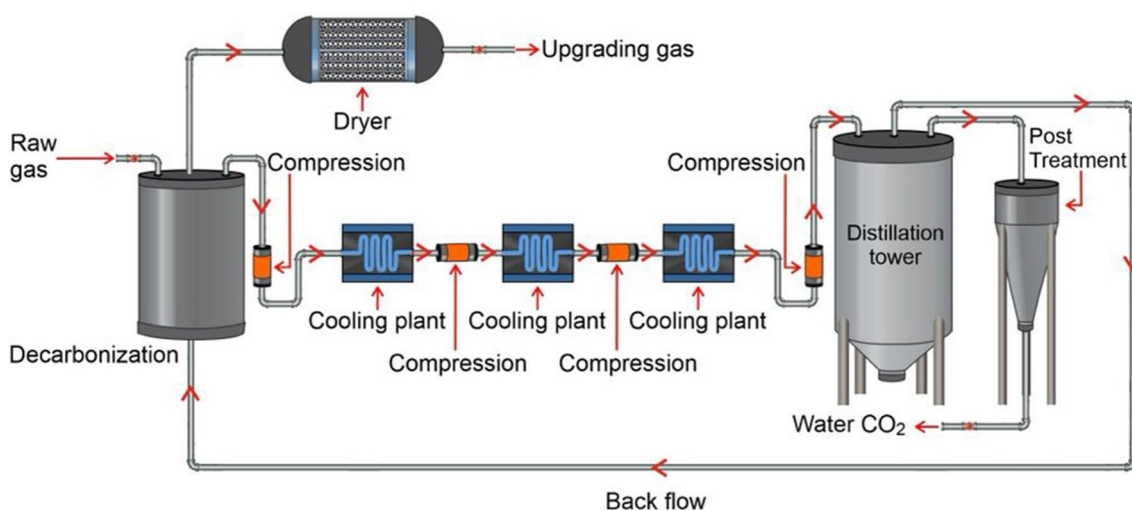 Upgrading gas
Dryer
Raw
gas
Compression
Compression
Post
Treatment
Distillation
tower
Cooling plant
Cooling plant
Cooling plant
Decarbonization
Compression
Compression
Water CO₂
Back flow